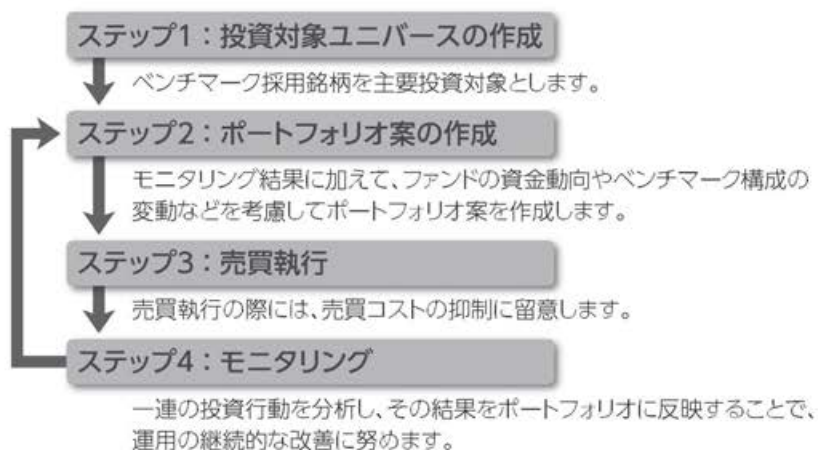 ステップ1：投資対象ユニバースの作成
ベンチマーク採用銘柄を主要投資対象とします。
ステップ2：ポートフォリオ案の作成
モニタリング結果に加えて、ファンドの資金動向やベンチマーク構成の
変動などを考慮してポートフォリオ案を作成します。
ステップ3：売買執行
売買執行の際には、売買コストの抑制に留意します。
ステップ4：モニタリング
一連の投資行動を分析し、その結果をポートフォリオに反映することで、
運用の継続的な改善に努めます。